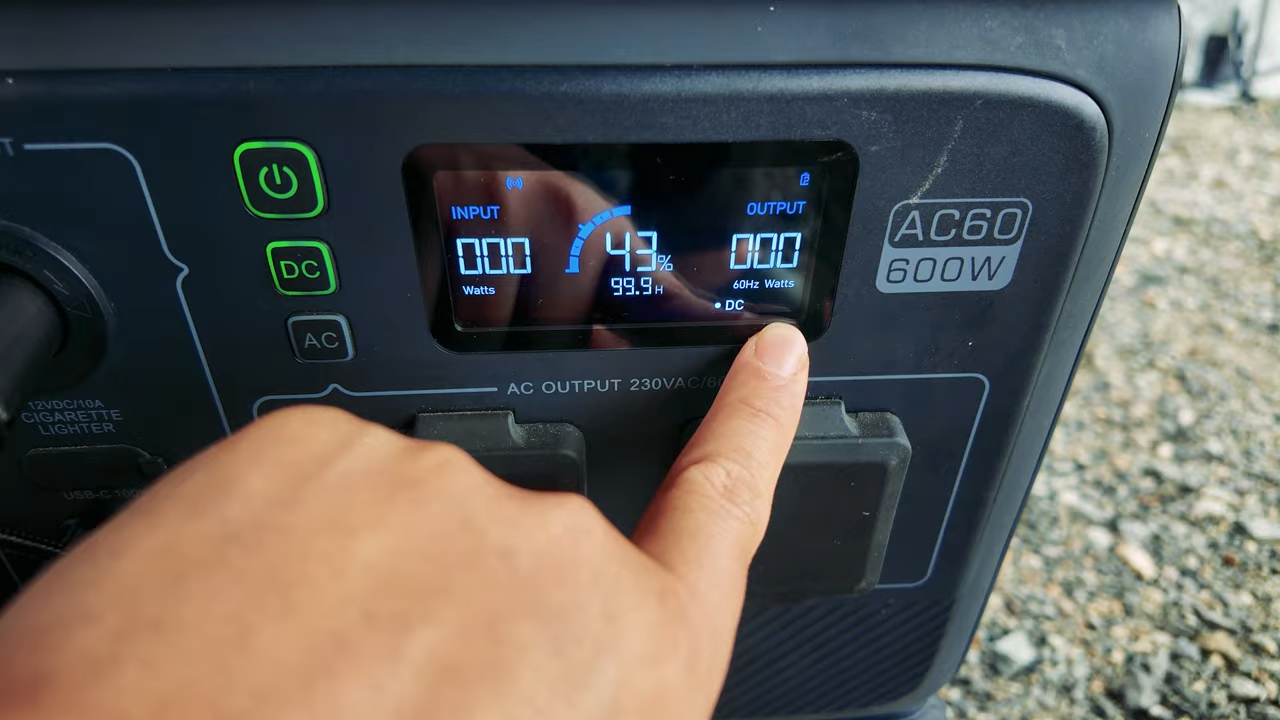 INPUT
OUTPUT
000
43%
000
Watts
99.9H
60Hz Watts
• DC
DC
AC
AC60
600W
AC OUTPUT 230VAC/
12VDC/10A
CIGARETTE
LIGHTER
USB-C